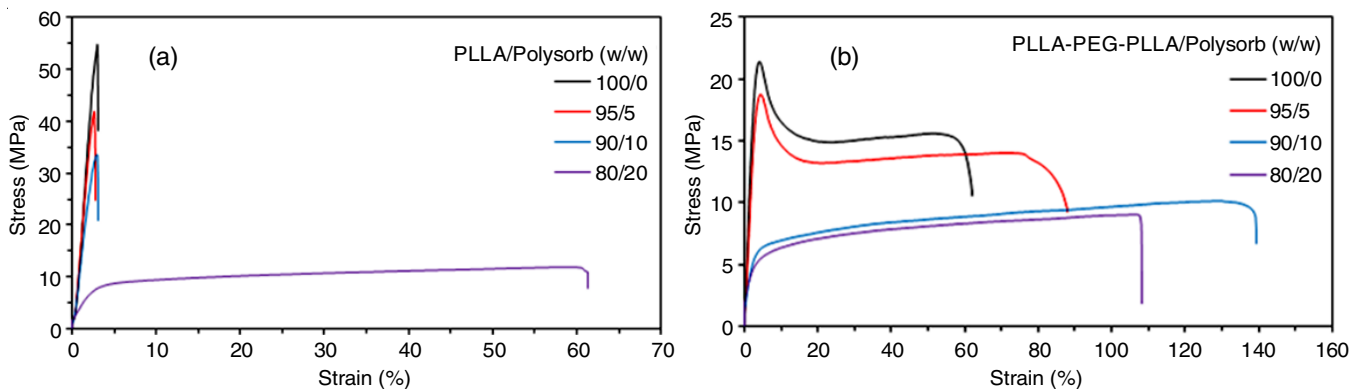 60
50
40
30
20
10
0
Stress (MPa)
(a)
PLLA/Polysorb (w/w)
100/0
95/5
90/10
80/20
0 10 20 30 40 50 60 70
Strain (%)
25
20
15
10
5
0
Stress (MPa)
(b)
PLLA-PEG-PLLA/Polysorb (w/w)
100/0
95/5
90/10
80/20
0 20 40 60 80 100 120 140 160
Strain (%)